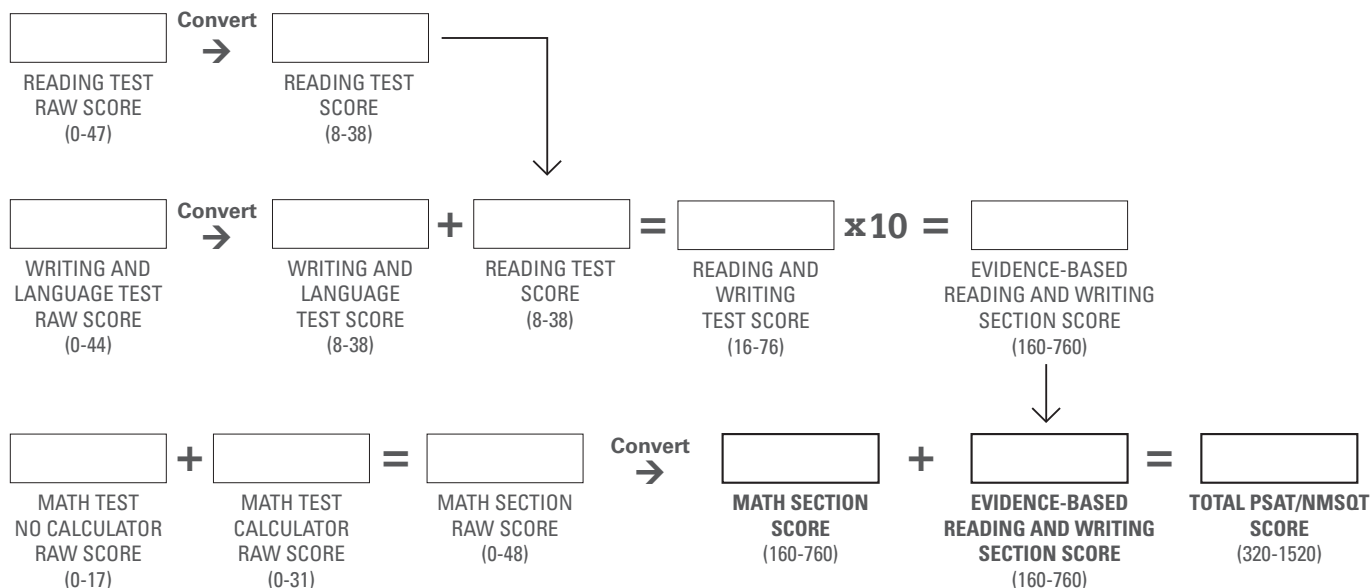 Convert
→
READING TEST
RAW SCORE
(0-47)
READING TEST
SCORE
(8-38)
Convert
→
+
=
x10 =
WRITING AND
LANGUAGE TEST
RAW SCORE
(0-44)
WRITING AND
LANGUAGE
TEST SCORE
(8-38)
READING TEST
SCORE
(8-38)
READING AND
WRITING
TEST SCORE
(16-76)
EVIDENCE-BASED
READING AND WRITING
SECTION SCORE
(160-760)
+
=
Convert
→
+
=
MATH TEST
NO CALCULATOR
RAW SCORE
(0-17)
MATH TEST
CALCULATOR
RAW SCORE
(0-31)
MATH SECTION
RAW SCORE
(0-48)
MATH SECTION
SCORE
(160-760)
EVIDENCE-BASED
READING AND WRITING
SECTION SCORE
(160-760)
TOTAL PSAT/NMSQT
SCORE
(320-1520)